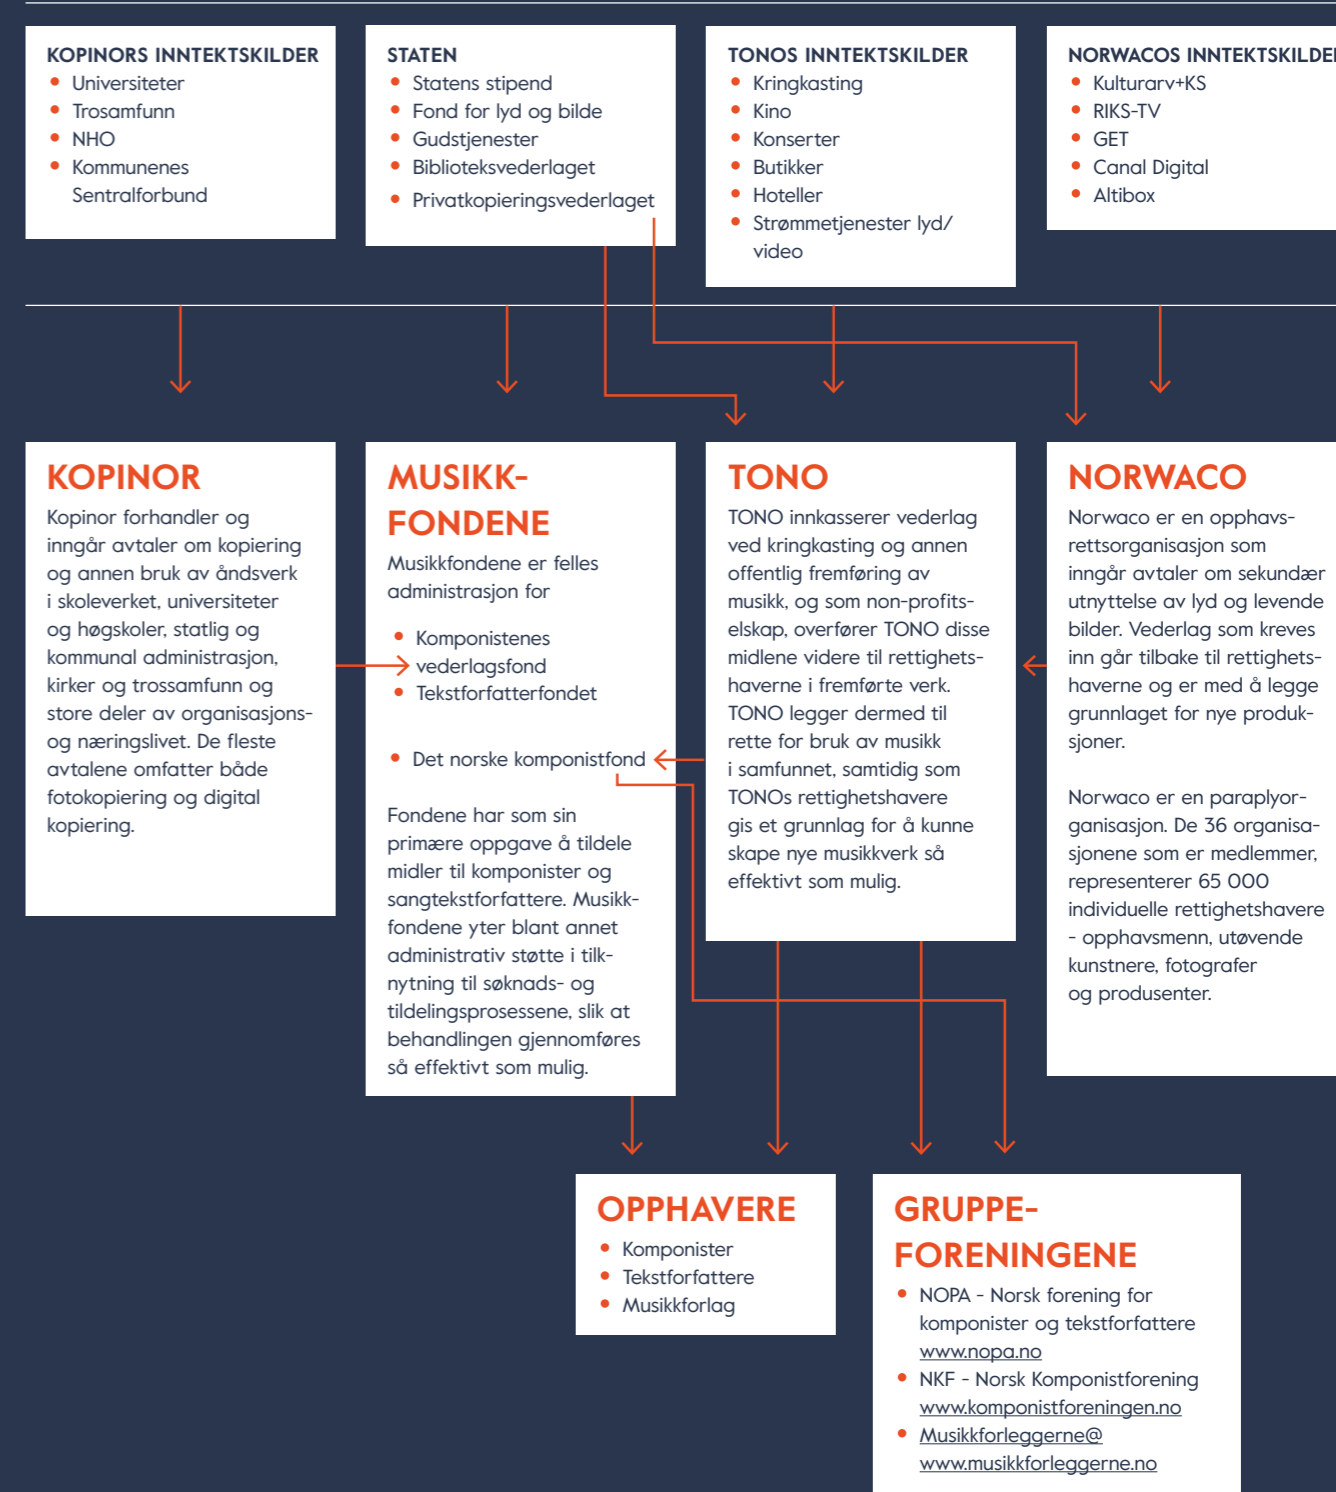 KOPINORS INNTEKTSKILDER
Universiteter
Trosamfunn
NHO
Kommunenes
Sentralforbund
STATEN
Statens stipend
Fond for lyd og bilde
Gudstjenester
Biblioteksvederlaget
Privatkopieringsvederlaget
TONOS INNTEKTSKILDER
Kringkasting
Kino
Konserter
Butikker
Hoteller
Strømmetjenester lyd/
video
NORWACOS INNTEKTSKILDER
Kulturarv+KS
RIKS-TV
GET
Canal Digital
Altibox
KOPINOR
Kopinor forhandler og
inngår avtaler om kopiering
og annen bruk av åndsverk
i skoleverket, universiteter
og høgskoler, statlig og
kommunal administrasjon,
kirker og trossamfunn og
store deler av organisasjons-
og næringslivet. De fleste
avtalene omfatter både
fotokopiering og digital
kopiering.
MUSIKK-
FONDENE
Musikkfondene er felles
administrasjon for
Komponistenes
vederlagsfond
Tekstforfatterfondet
Det norske komponistfond
Fondene har som sin
primære oppgave å tildele
midler til komponister og
sangtekstforfattere. Musikk-
fondene yter blant annet
administrativ støtte i tilk-
nytning til søknads- og
tildelingsprosessene, slik at
behandlingen gjennomføres
så effektivt som mulig.
TONO
TONO innkasserer vederlag
ved kringkasting og annen
offentlig fremføring av
musikk, og som non-profits-
elskap, overfører TONO disse
midlene videre til rettighets-
haverne i fremførte verk.
TONO legger dermed til
rette for bruk av musikk
i samfunnet, samtidig som
TONOs rettighetshavere
gis et grunnlag for å kunne
skape nye musikkverk så
effektivt som mulig.
NORWACO
Norwaco er en opphavs-
rettsorganisasjon som
inngår avtaler om sekundær
utnyttelse av lyd og levende
bilder. Vederlag som kreves
inn går tilbake til rettighets-
haverne og er med å legge
grunnlaget for nye produk-
sjoner.
Norwaco er en paraplyor-
ganisasjon. De 36 organisa-
sjonene som er medlemmer,
representerer 65 000
individuelle rettighetshavere
- opphavsmenn, utøvende
kunstnere, fotografer
og produsenter.
OPPHAVERE
Komponister
Tekstforfattere
Musikkforlag
GRUPPE-
FORENINGENE
NOPA - Norsk forening for
komponister og tekstforfattere
www.nopa.no
NKF - Norsk Komponistforening
www.komponistforeningen.no
Musikkforleggerne@
www.musikkforleggerne.no